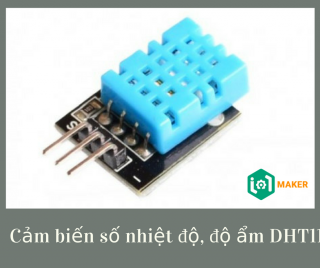 S
-
MAKER
Cảm biến số nhiệt độ, độ ẩm DHT11